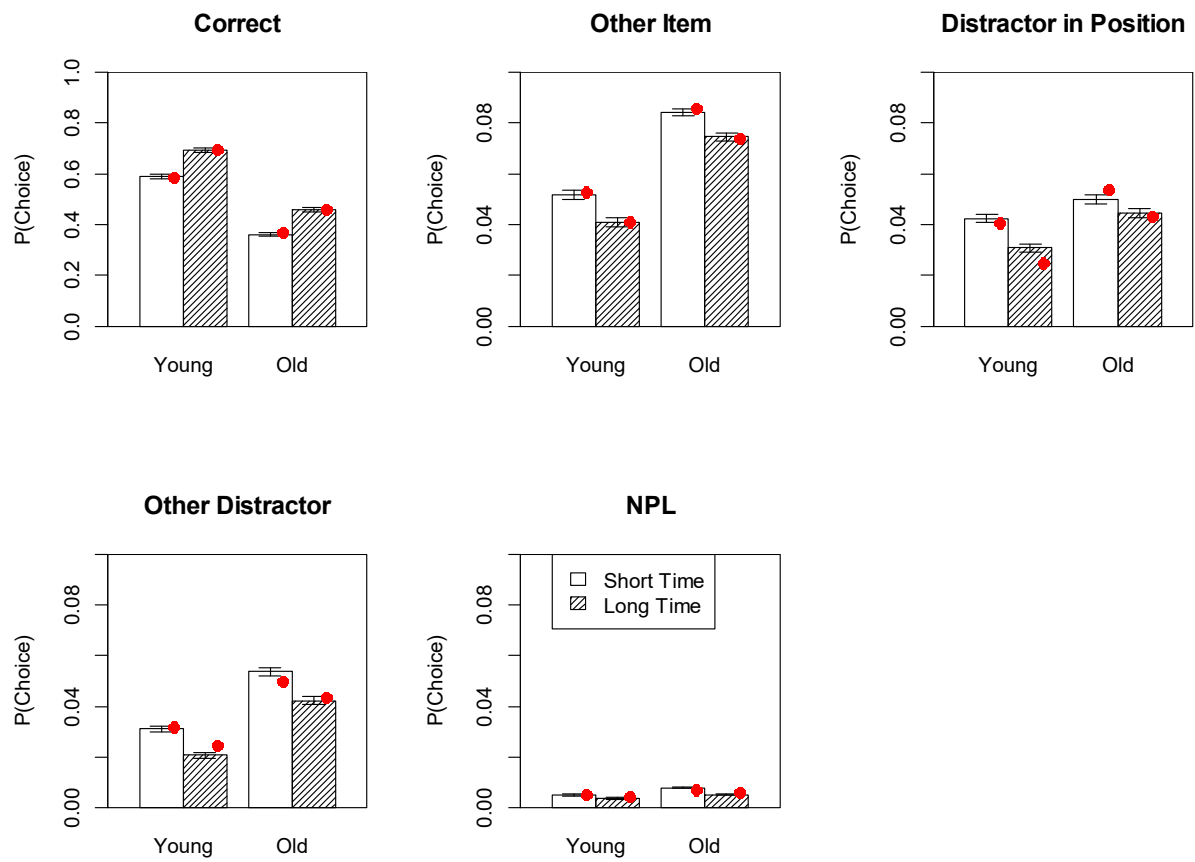 Correct
P(Choice)
0.0 0.2 0.4 0.6 0.8 1.0
Young Old
Other Item
P(Choice)
0.00 0.04 0.08
Young Old
Distractor in Position
P(Choice)
0.00 0.04 0.08
Young Old
Other Distractor
P(Choice)
0.00 0.04 0.08
Young Old
NPL
P(Choice)
0.00 0.04 0.08
Short Time
Long Time
Young Old